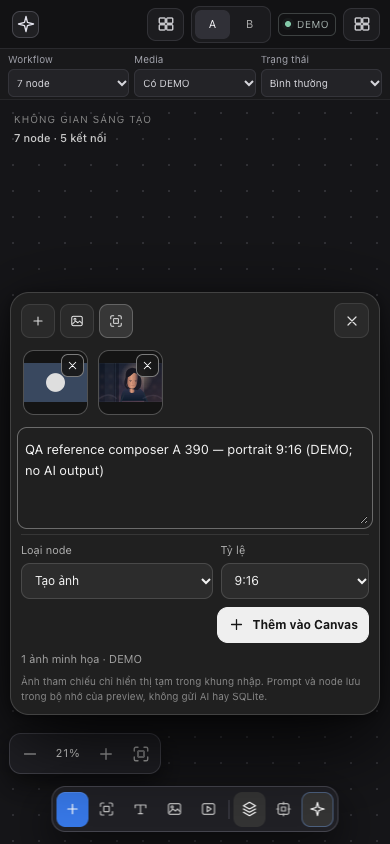 A B DEMO
Workflow Media Trạng thái
7 node Có DEMO Bình thường
KHÔNG GIAN SÁNG TẠO
7 node · 5 kết nối
QA reference composer A 390 — portrait 9:16 (DEMO;
no AI output)
Loại node Tỷ lệ
Tạo ảnh 9:16
Thêm vào Canvas
1 ảnh minh họa · DEMO
Ảnh tham chiếu chỉ hiển thị tạm trong khung nhập. Prompt và node lưu
trong bộ nhớ của preview, không gửi AI hay SQLite.
21%